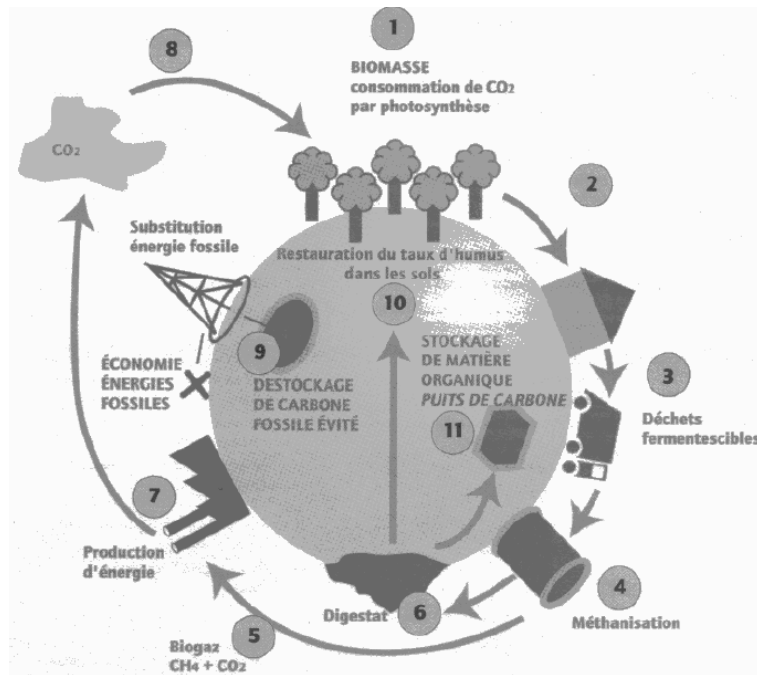 1
BIOMASSE
consommation de CO2
par photosynthèse
8
CO2
2
Substitution
énergie fossile
Restauration du taux d'humus
dans les sols
10
9
ÉCONOMIE
ÉNERGIES
FOSSILES
DESTOCKAGE
DE CARBONE
FOSSILE ÉVITÉ
STOCKAGE
DE MATIÈRE
ORGANIQUE
PUITS DE CARBONE
11
3
Déchets
fermentescibles
7
Production
d'énergie
4
Méthanisation
Digestat
6
5
Biogaz
CH4 + CO2